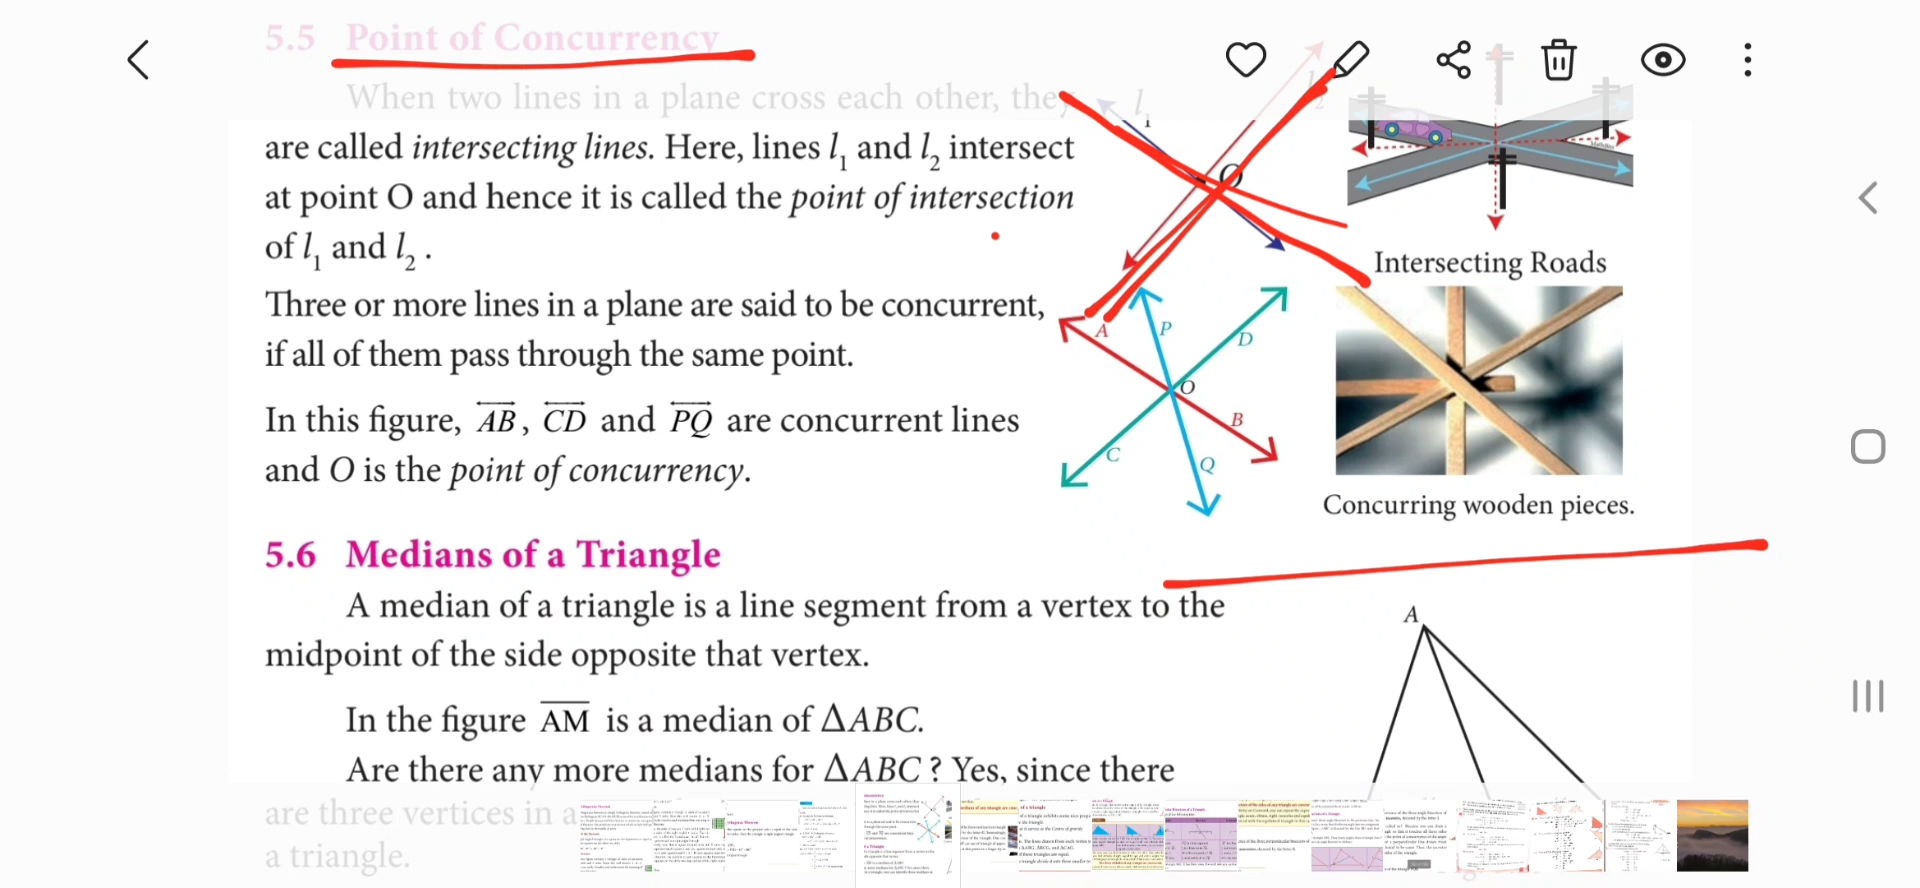 5.5 Point of Concurrency
When two lines in a plane cross each other, they
are called intersecting lines. Here, lines l₁ and l₂ intersect
at point O and hence it is called the point of intersection
of l₁ and l₂ .
Three or more lines in a plane are said to be concurrent,
if all of them pass through the same point.
In this figure, AB, CD and PQ are concurrent lines
and O is the point of concurrency.
l₁
l₂
O
A
P
D
O
B
C
Q
Intersecting Roads
Concurring wooden pieces.
5.6 Medians of a Triangle
A median of a triangle is a line segment from a vertex to the
midpoint of the side opposite that vertex.
In the figure AM is a median of ΔABC.
Are there any more medians for ΔABC ? Yes, since there
are three vertices in a
a triangle.
A